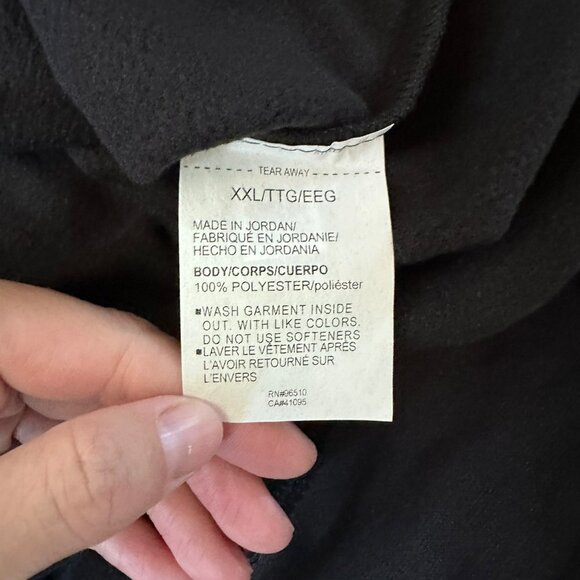 TEAR AWAY
XXL/TTG/EEG
MADE IN JORDAN/
FABRIQUÉ EN JORDANIE/
HECHO EN JORDANIA
BODY/CORPS/CUERPO
100% POLYESTER/poliéster
WASH GARMENT INSIDE
OUT. WITH LIKE COLORS.
DO NOT USE SOFTENERS
LAVER LE VÊTEMENT APRÉS
L'AVOIR RETOURNÉ SUR
L'ENVERS
RN#96510
CA#41095